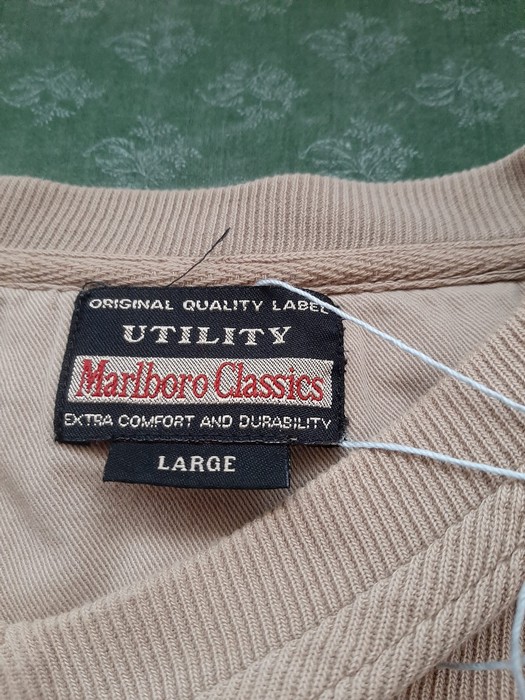 ORIGINAL QUALITY LABEL
UTILITY
Marlboro Classics
EXTRA COMFORT AND DURABILITY
LARGE